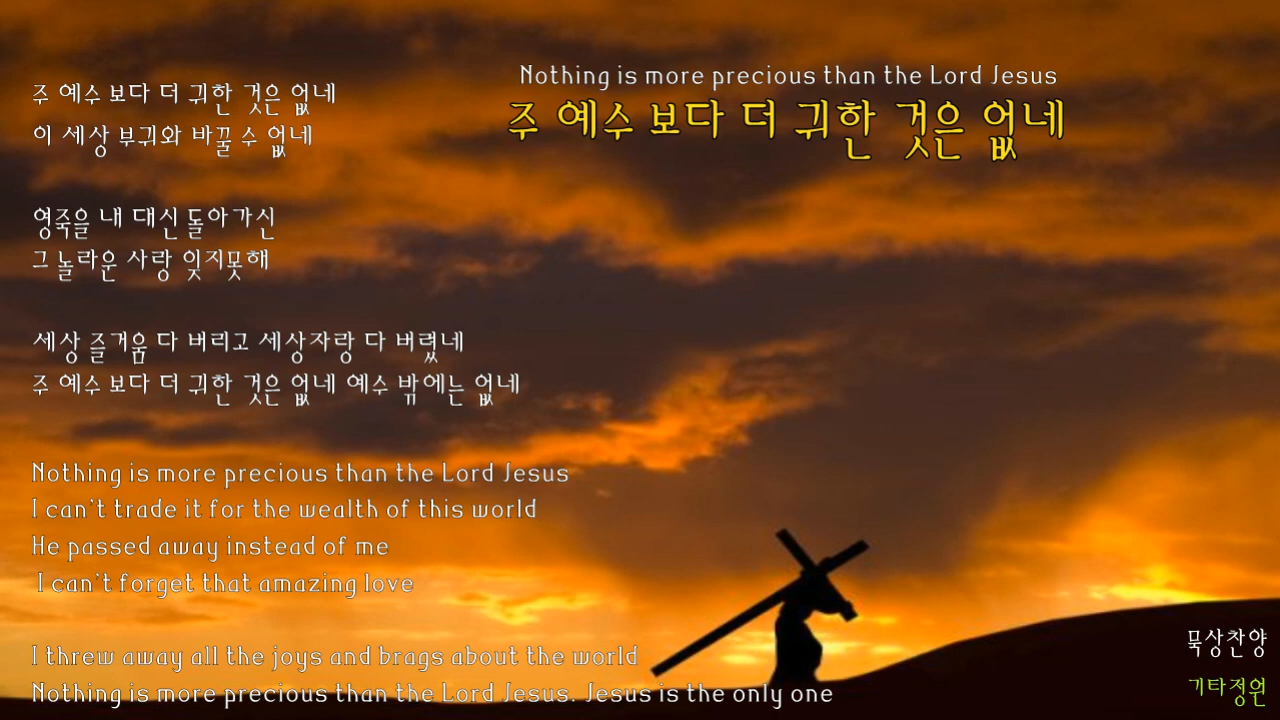 Nothing is more precious than the Lord Jesus
주 예수 보다 더 귀한 것은 없네
주 예수 보다 더 귀한 것은 없네
이 세상 부귀와 바꿀 수 없네
영죽을 내 대신 돌아가신
그 놀라운 사랑 잊지못해
세상 즐거움 다 버리고 세상자랑 다 버렸네
주 예수 보다 더 귀한 것은 없네 예수 밖에는 없네
Nothing is more precious than the Lord Jesus
I can't trade it for the wealth of this world
He passed away instead of me
I can't forget that amazing love
I threw away all the joys and brags about the world
Nothing is more precious than the Lord Jesus. Jesus is the only one
묵상찬양
기타정원